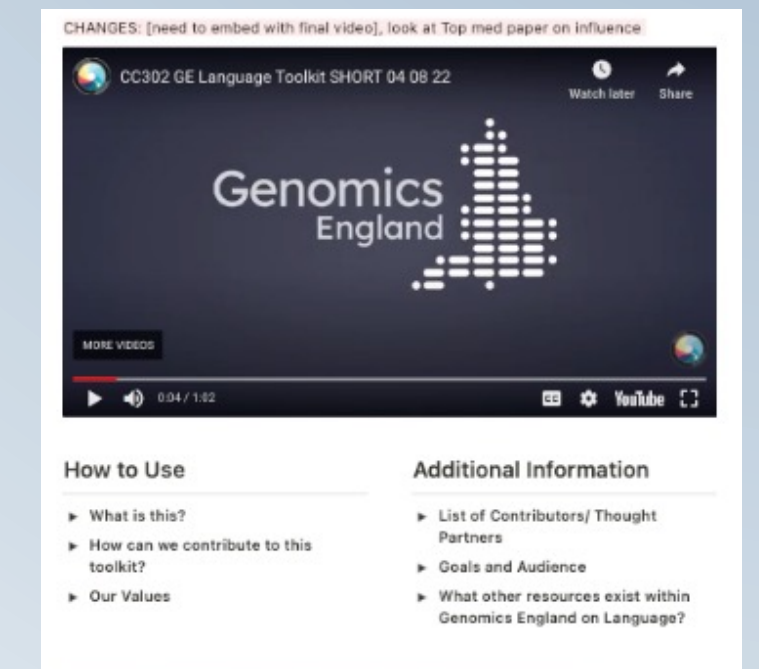 CHANGES: [need to embed with final video], look at Top med paper on influence
CC302 GE Language Toolkit SHORT 04 08 22
Watch later
Share
Genomics
England
MORE VIDEOS
0:04 / 1:02
CC
YouTube
How to Use
▸ What is this?
▸ How can we contribute to this
toolkit?
▸ Our Values
Additional Information
▸ List of Contributors/ Thought
Partners
▸ Goals and Audience
▸ What other resources exist within
Genomics England on Language?